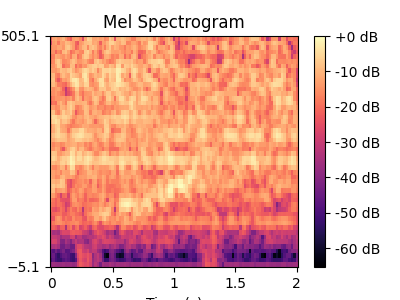 Mel Spectrogram
505.1
−5.1
0
0.5
1
1.5
2
+0 dB
-10 dB
-20 dB
-30 dB
-40 dB
-50 dB
-60 dB